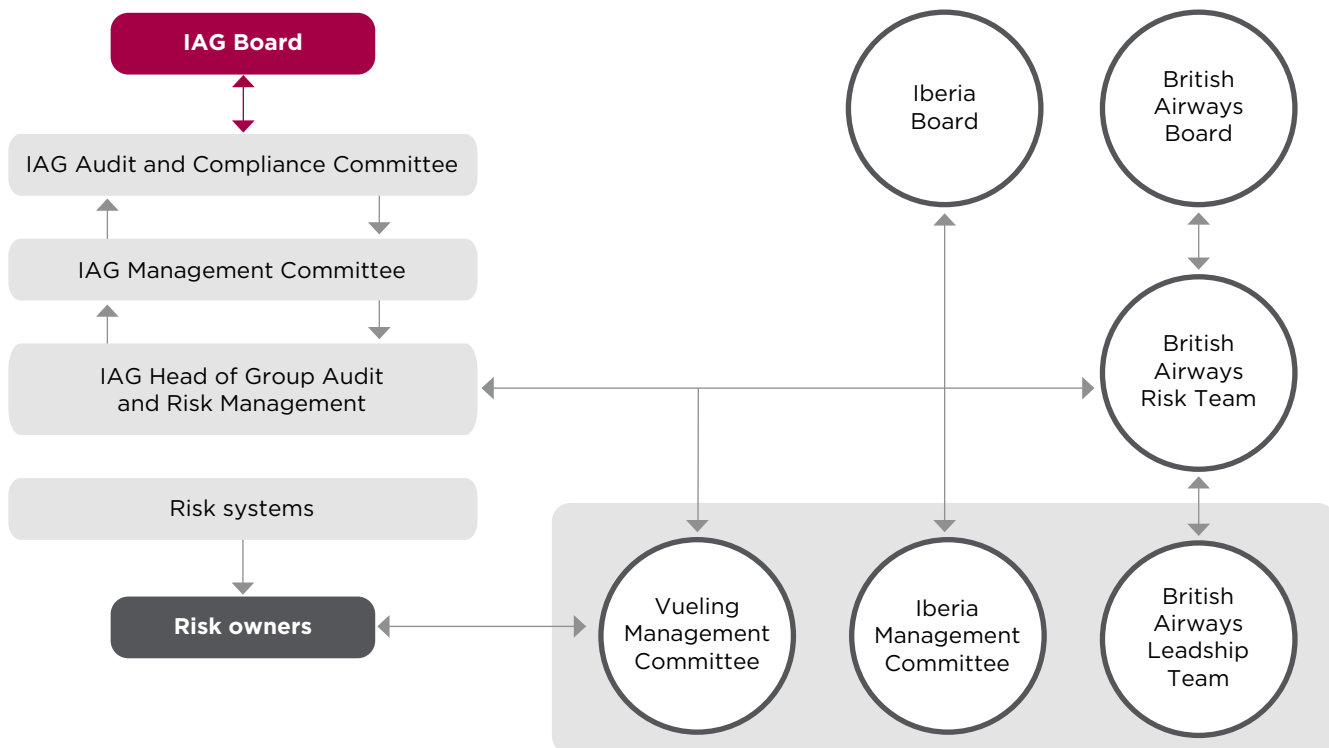 IAG Board
IAG Audit and Compliance Committee
IAG Management Committee
IAG Head of Group Audit
and Risk Management
Risk systems
Risk owners
Iberia
Board
British
Airways
Board
British
Airways
Risk Team
Vueling
Management
Committee
Iberia
Management
Committee
British
Airways
Leadship
Team